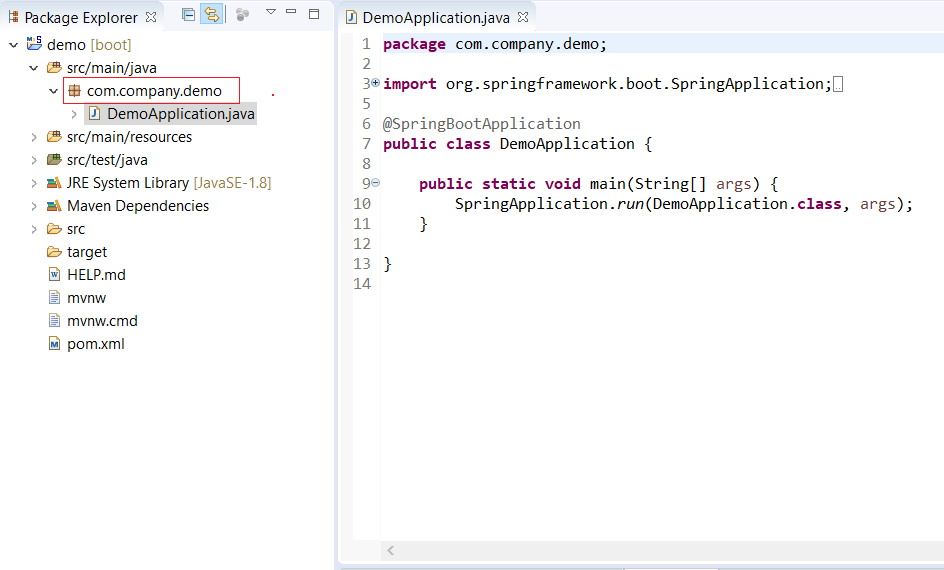 Package Explorer
demo [boot]
src/main/java
com.company.demo
DemoApplication.java
src/main/resources
src/test/java
JRE System Library [JavaSE-1.8]
Maven Dependencies
src
target
HELP.md
mvnw
mvnw.cmd
pom.xml
DemoApplication.java
1 package com.company.demo;
2
3 import org.springframework.boot.SpringApplication;
5
6 @SpringBootApplication
7 public class DemoApplication {
8
9 public static void main(String[] args) {
10 SpringApplication.run(DemoApplication.class, args);
11 }
12
13 }
14